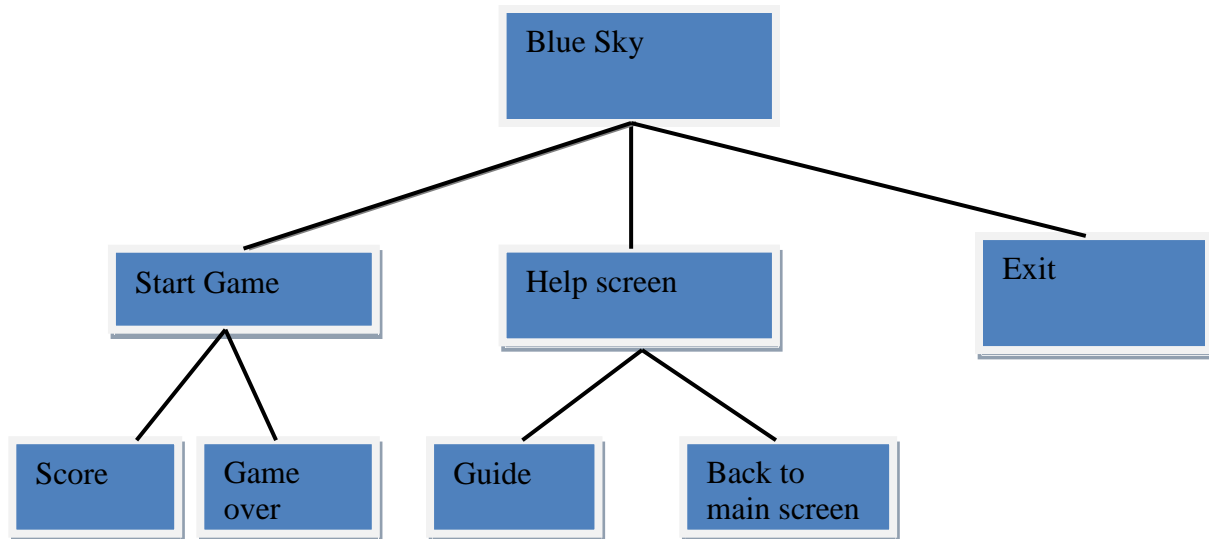 Blue Sky
Start Game
Help screen
Exit
Score
Game
over
Guide
Back to
main screen